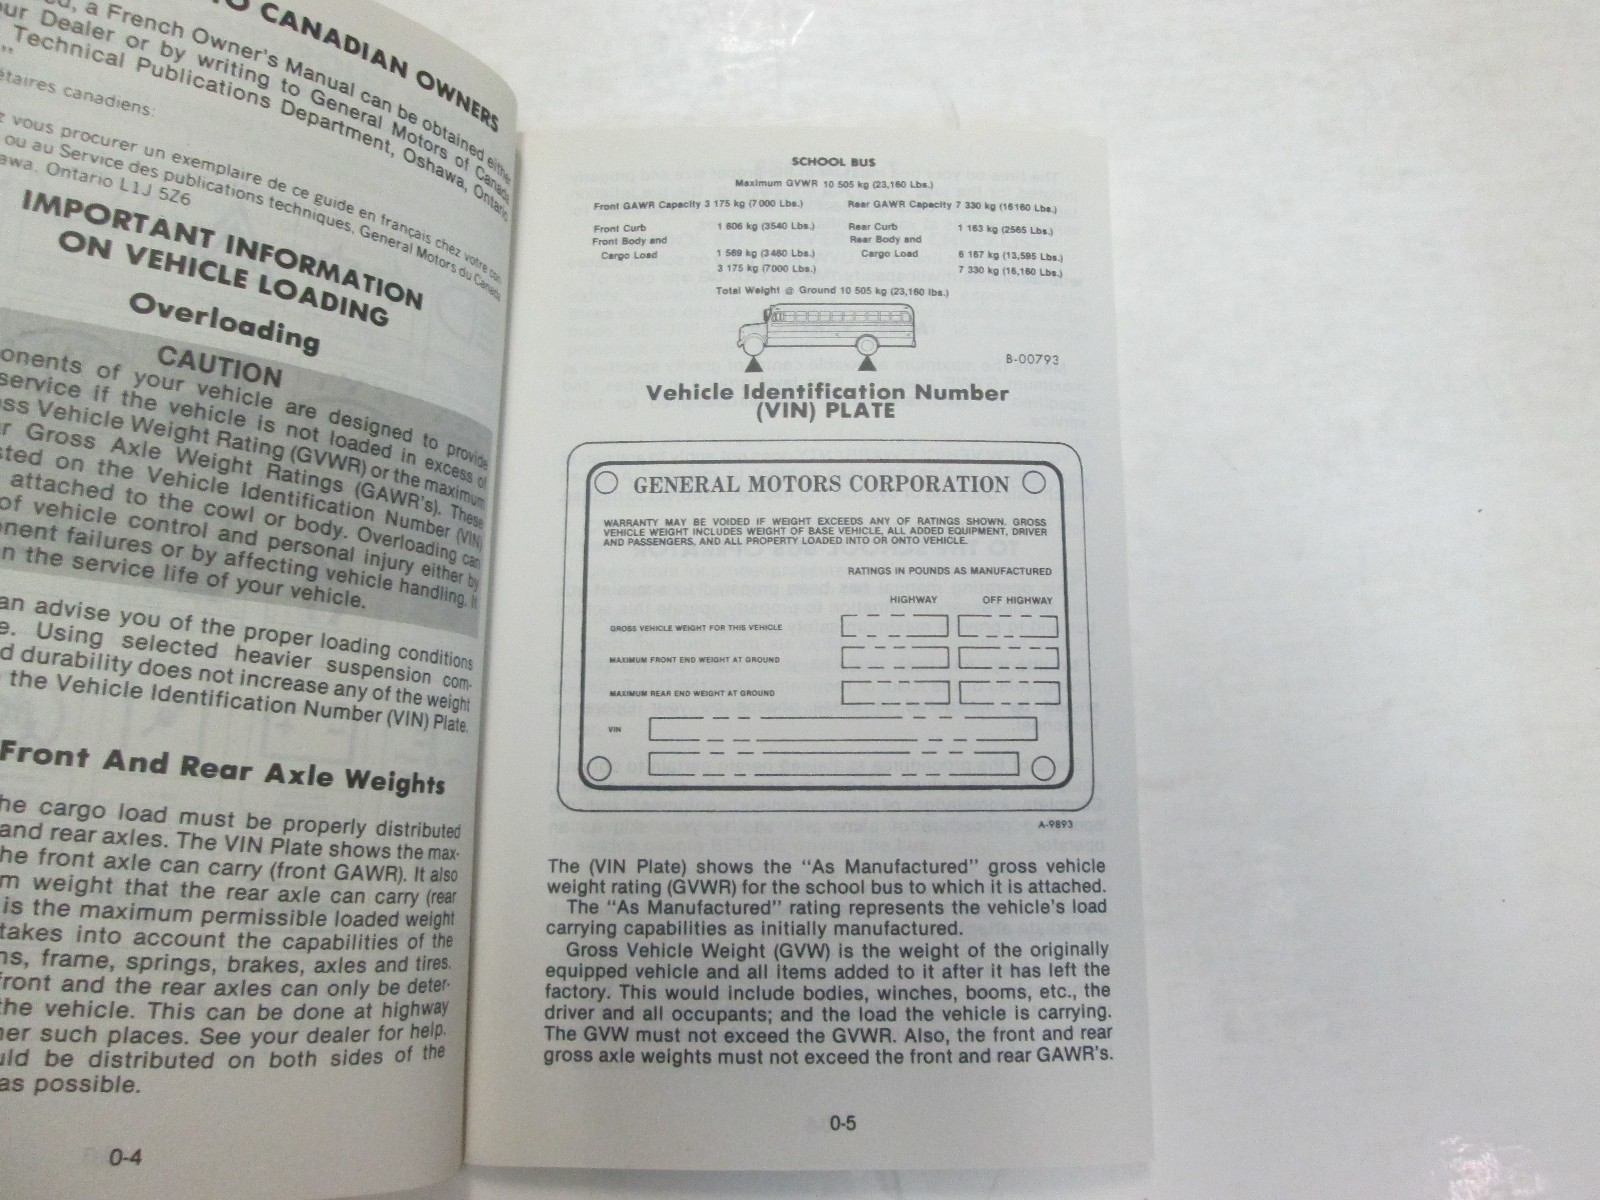 TO CANADIAN OWNERS
a French Owner's Manual can be obtained either
our Dealer or by writing to General Motors of Canada
Technical Publications Department, Oshawa, Ontario
canadiens:
vous procurer un exemplaire de ce guide en français chez votre con
ou au Service des publications techniques, General Motors du Canada
Ontario L1J 5Z6
IMPORTANT INFORMATION
ON VEHICLE LOADING
Overloading
CAUTION
onents of your vehicle are designed to provide
service if the vehicle is not loaded in excess of
ss Vehicle Weight Rating (GVWR) or the maximum
r Gross Axle Weight Ratings (GAWR's). These
sted on the Vehicle Identification Number (VIN)
attached to the cowl or body. Overloading can
of vehicle control and personal injury either by
nent failures or by affecting vehicle handling. It
n the service life of your vehicle.
an advise you of the proper loading conditions
e. Using selected heavier suspension com-
d durability does not increase any of the weight
the Vehicle Identification Number (VIN) Plate.
Front And Rear Axle Weights
he cargo load must be properly distributed
and rear axles. The VIN Plate shows the max-
he front axle can carry (front GAWR). It also
m weight that the rear axle can carry (rear
is the maximum permissible loaded weight
takes into account the capabilities of the
ns, frame, springs, brakes, axles and tires.
front and the rear axles can only be deter-
the vehicle. This can be done at highway
her such places. See your dealer for help.
uld be distributed on both sides of the
as possible.
0-4
SCHOOL BUS
Maximum GVWR 10 505 kg (23,160 Lbs.)
Front GAWR Capacity 3 175 kg (7000 Lbs.) Rear GAWR Capacity 7 330 kg (16160 Lbs.)
Front Curb 1 606 kg (3540 Lbs.) Rear Curb 1 163 kg (2565 Lbs.)
Front Body and Rear Body and
Cargo Load 1 569 kg (3460 Lbs.) Cargo Load 6 167 kg (13,595 Lbs.)
3 175 kg (7000 Lbs.) 7 330 kg (16,160 Lbs.)
Total Weight @ Ground 10 505 kg (23,160 lbs.)
B-00793
Vehicle Identification Number
(VIN) PLATE
GENERAL MOTORS CORPORATION
WARRANTY MAY BE VOIDED IF WEIGHT EXCEEDS ANY OF RATINGS SHOWN. GROSS
VEHICLE WEIGHT INCLUDES WEIGHT OF BASE VEHICLE, ALL ADDED EQUIPMENT, DRIVER
AND PASSENGERS, AND ALL PROPERTY LOADED INTO OR ONTO VEHICLE.
RATINGS IN POUNDS AS MANUFACTURED
HIGHWAY OFF HIGHWAY
GROSS VEHICLE WEIGHT FOR THIS VEHICLE
MAXIMUM FRONT END WEIGHT AT GROUND
MAXIMUM REAR END WEIGHT AT GROUND
VIN
A-9893
The (VIN Plate) shows the "As Manufactured" gross vehicle
weight rating (GVWR) for the school bus to which it is attached.
The "As Manufactured" rating represents the vehicle's load
carrying capabilities as initially manufactured.
Gross Vehicle Weight (GVW) is the weight of the originally
equipped vehicle and all items added to it after it has left the
factory. This would include bodies, winches, booms, etc., the
driver and all occupants; and the load the vehicle is carrying.
The GVW must not exceed the GVWR. Also, the front and rear
gross axle weights must not exceed the front and rear GAWR's.
0-5